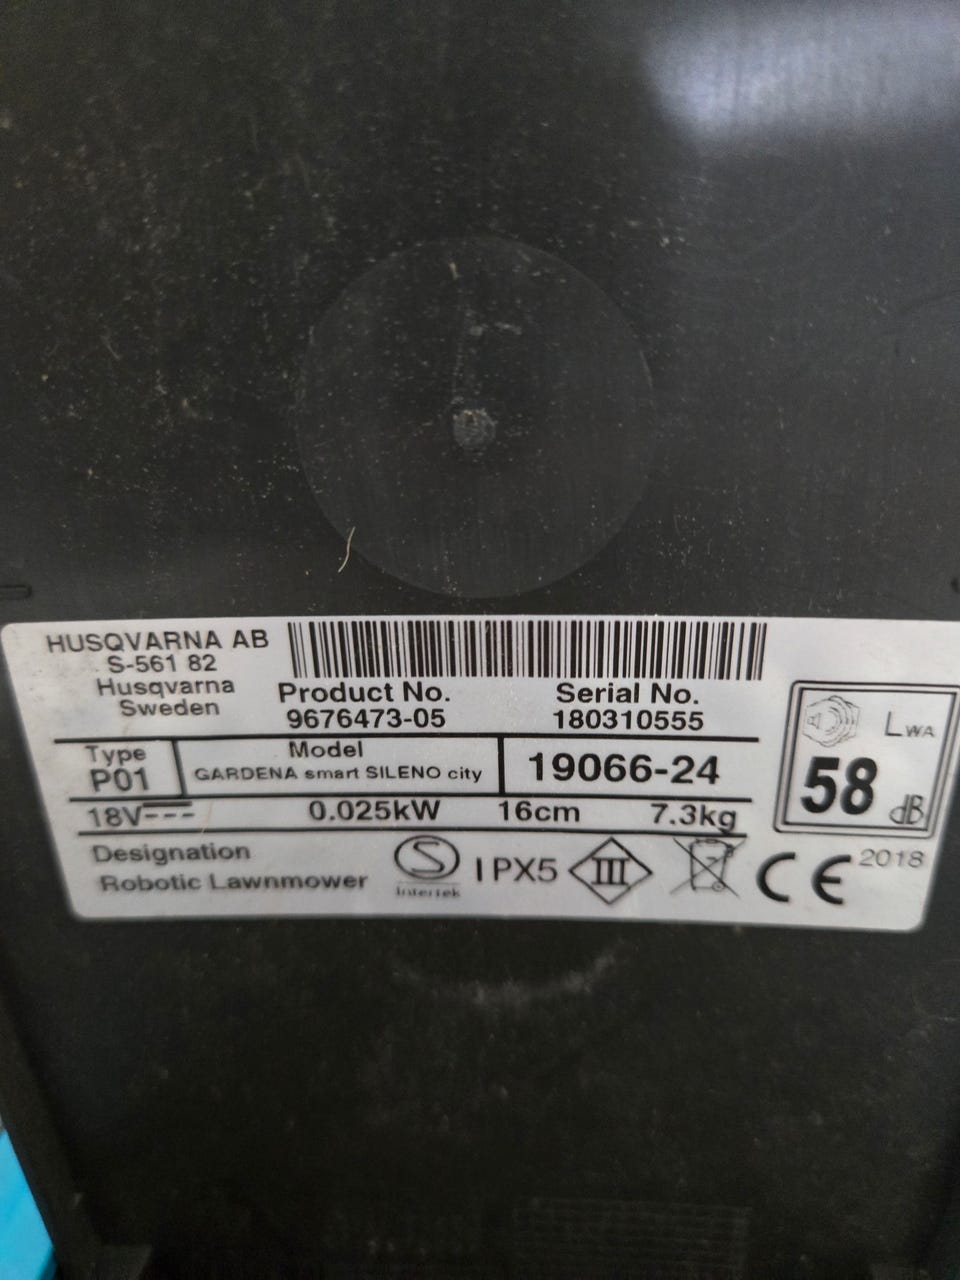 HUSQVARNA AB
S-561 82
Husqvarna
Sweden
Product No.
9676473-05
Serial No.
180310555
LWA
58 dB
Type
P01
Model
GARDENA smart SILENO city
19066-24
18V
0.025kW
16cm
7.3kg
Designation
Robotic Lawnmower
S
Intertek
IPX5
III
CE
2018